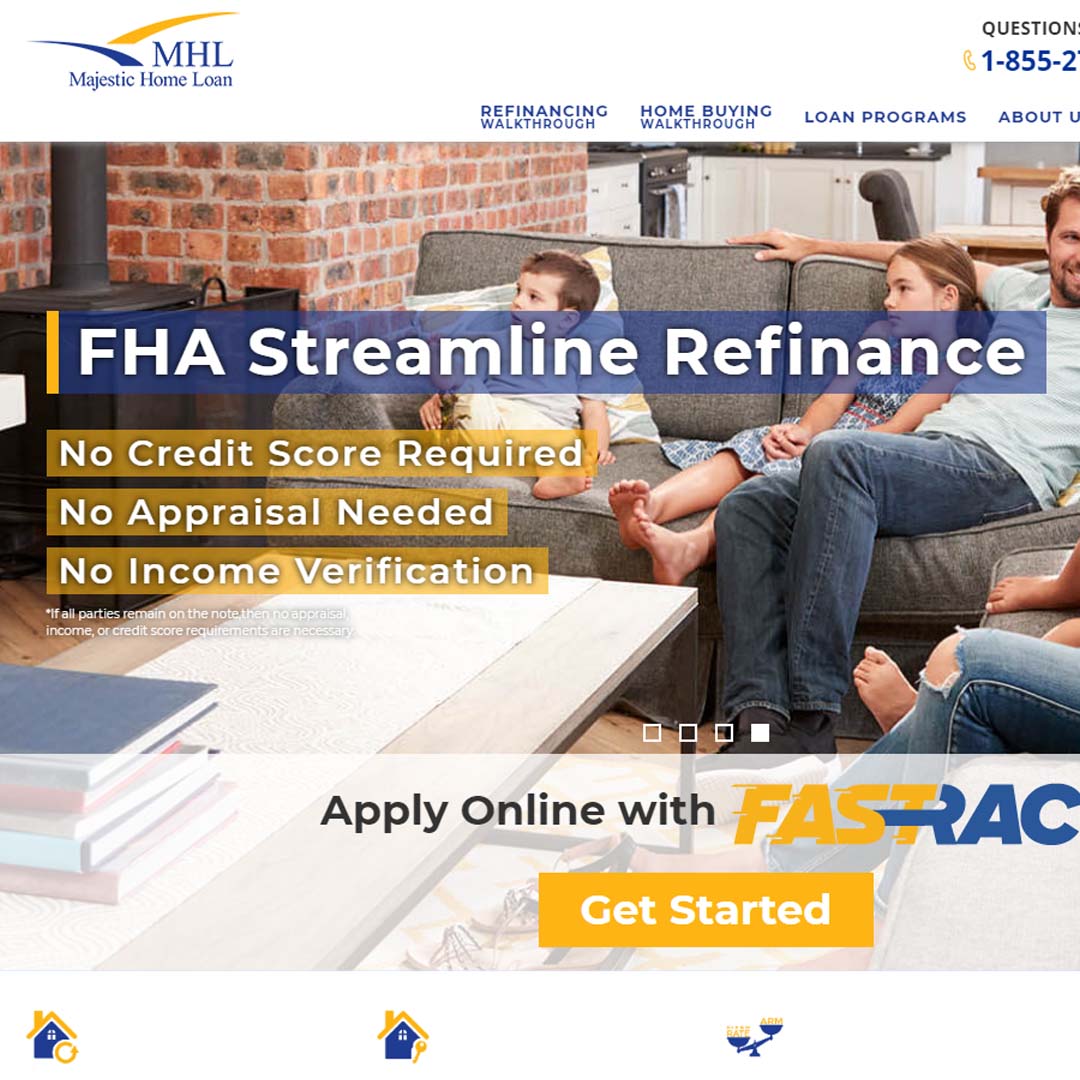 MHL
Majestic Home Loan
QUESTIONS
1-855-27
REFINANCING
WALKTHROUGH
HOME BUYING
WALKTHROUGH
LOAN PROGRAMS
ABOUT U
FHA Streamline Refinance
No Credit Score Required
No Appraisal Needed
No Income Verification
*If all parties remain on the note,then no appraisal,
income, or credit score requirements are necessary.
Apply Online with FASTRAC
Get Started
ARM
RATE